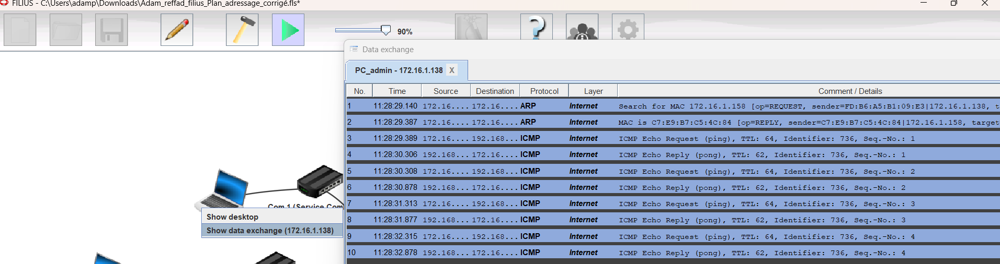 FILIUS - C:\Users\adamp\Downloads\Adam_reffad_filius_Plan_adressage_corrigé.fls*
90%
Data exchange
PC_admin - 172.16.1.138 X
No. Time Source Destination Protocol Layer Comment / Details
1 11:28:29.140 172.16.... 172.16.... ARP Internet Search for MAC 172.16.1.158 [op=REQUEST, sender=FD:B6:A5:B1:09:E3|172.16.1.138, t
2 11:28:29.387 172.16.... 172.16.... ARP Internet MAC is C7:E9:B7:C5:4C:84 [op=REPLY, sender=C7:E9:B7:C5:4C:84|172.16.1.158, target
3 11:28:29.389 172.16.... 192.168... ICMP Internet ICMP Echo Request (ping), TTL: 64, Identifier: 736, Seq.-No.: 1
4 11:28:30.306 192.168... 172.16.... ICMP Internet ICMP Echo Reply (pong), TTL: 62, Identifier: 736, Seq.-No.: 1
5 11:28:30.308 172.16.... 192.168... ICMP Internet ICMP Echo Request (ping), TTL: 64, Identifier: 736, Seq.-No.: 2
6 11:28:30.878 192.168... 172.16.... ICMP Internet ICMP Echo Reply (pong), TTL: 62, Identifier: 736, Seq.-No.: 2
7 11:28:31.313 172.16.... 192.168... ICMP Internet ICMP Echo Request (ping), TTL: 64, Identifier: 736, Seq.-No.: 3
8 11:28:31.877 192.168... 172.16.... ICMP Internet ICMP Echo Reply (pong), TTL: 62, Identifier: 736, Seq.-No.: 3
9 11:28:32.315 172.16.... 192.168... ICMP Internet ICMP Echo Request (ping), TTL: 64, Identifier: 736, Seq.-No.: 4
10 11:28:32.878 192.168... 172.16.... ICMP Internet ICMP Echo Reply (pong), TTL: 62, Identifier: 736, Seq.-No.: 4
Com 1 (Service Com
Show desktop
Show data exchange (172.16.1.138)